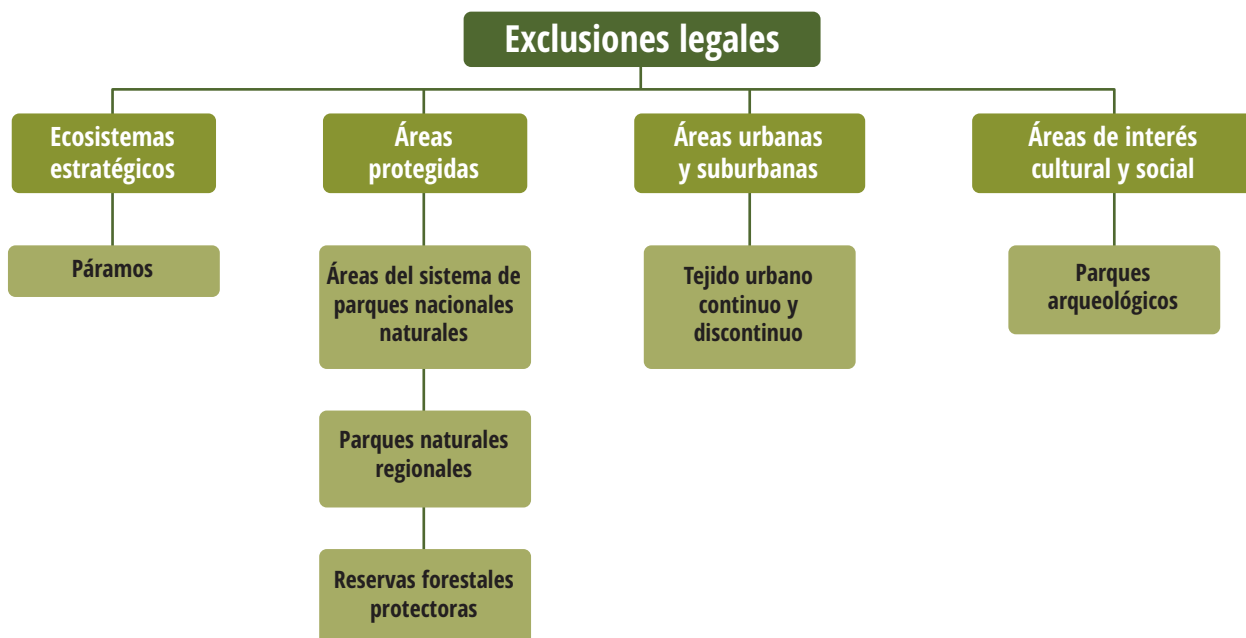 Exclusiones legales
Ecosistemas
estratégicos
Áreas
protegidas
Áreas urbanas
y suburbanas
Áreas de interés
cultural y social
Páramos
Áreas del sistema de
parques nacionales
naturales
Tejido urbano
continuo y
discontinuo
Parques
arqueológicos
Parques naturales
regionales
Reservas forestales
protectoras